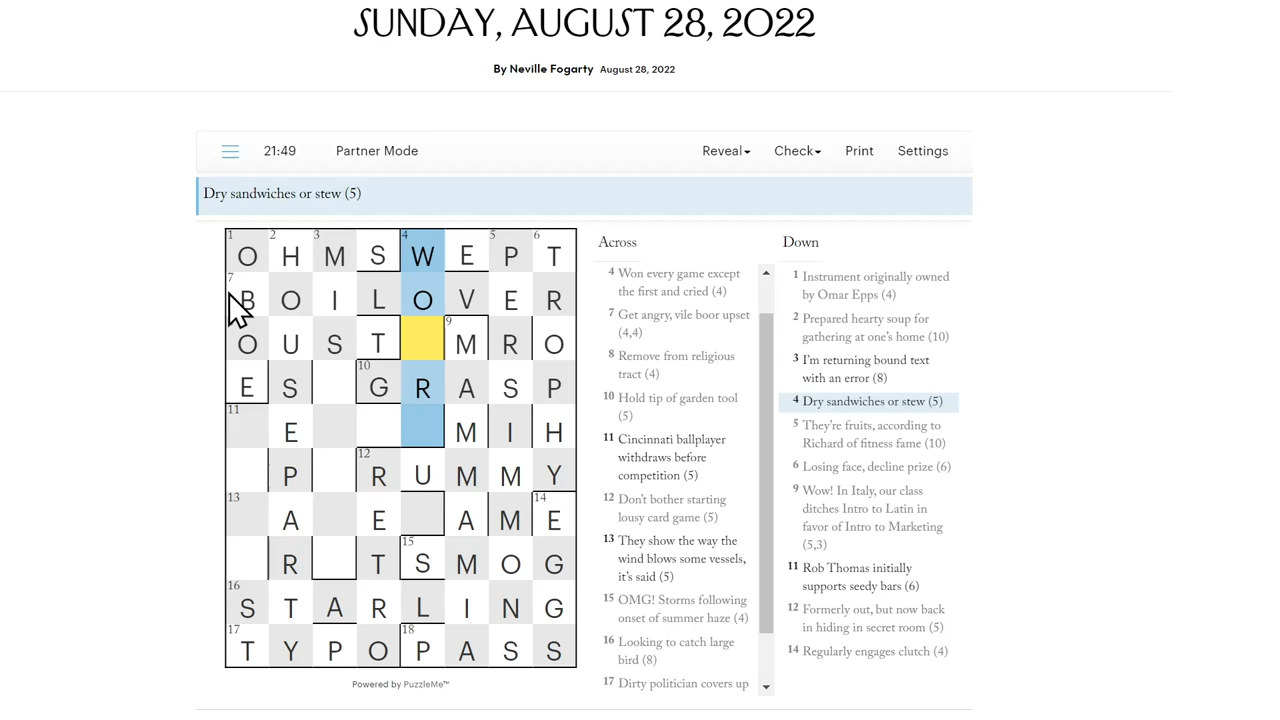 SUNDAY, AUGUST 28, 2022
By Neville Fogarty August 28, 2022
21:49 Partner Mode Reveal Check Print Settings
Dry sandwiches or stew (5)
1 O 2 H 3 M S 4 W E 5 P 6 T
7 B O I L O V E R
O U S T 9 M R O
E S 10 G R A S P
11 E M I H
P 12 R U M M Y
13 A E A M 14 E
R T 15 S M O G
16 S T A R L I N G
17 T Y P O 18 P A S S
Powered by PuzzleMe™
Across
4 Won every game except
the first and cried (4)
7 Get angry, vile boor upset
(4,4)
8 Remove from religious
tract (4)
10 Hold tip of garden tool
(5)
11 Cincinnati ballplayer
withdraws before
competition (5)
12 Don't bother starting
lousy card game (5)
13 They show the way the
wind blows some vessels,
it's said (5)
15 OMG! Storms following
onset of summer haze (4)
16 Looking to catch large
bird (8)
17 Dirty politician covers up
Down
1 Instrument originally owned
by Omar Epps (4)
2 Prepared hearty soup for
gathering at one's home (10)
3 I'm returning bound text
with an error (8)
4 Dry sandwiches or stew (5)
5 They're fruits, according to
Richard of fitness fame (10)
6 Losing face, decline prize (6)
9 Wow! In Italy, our class
ditches Intro to Latin in
favor of Intro to Marketing
(5,3)
11 Rob Thomas initially
supports seedy bars (6)
12 Formerly out, but now back
in hiding in secret room (5)
14 Regularly engages clutch (4)